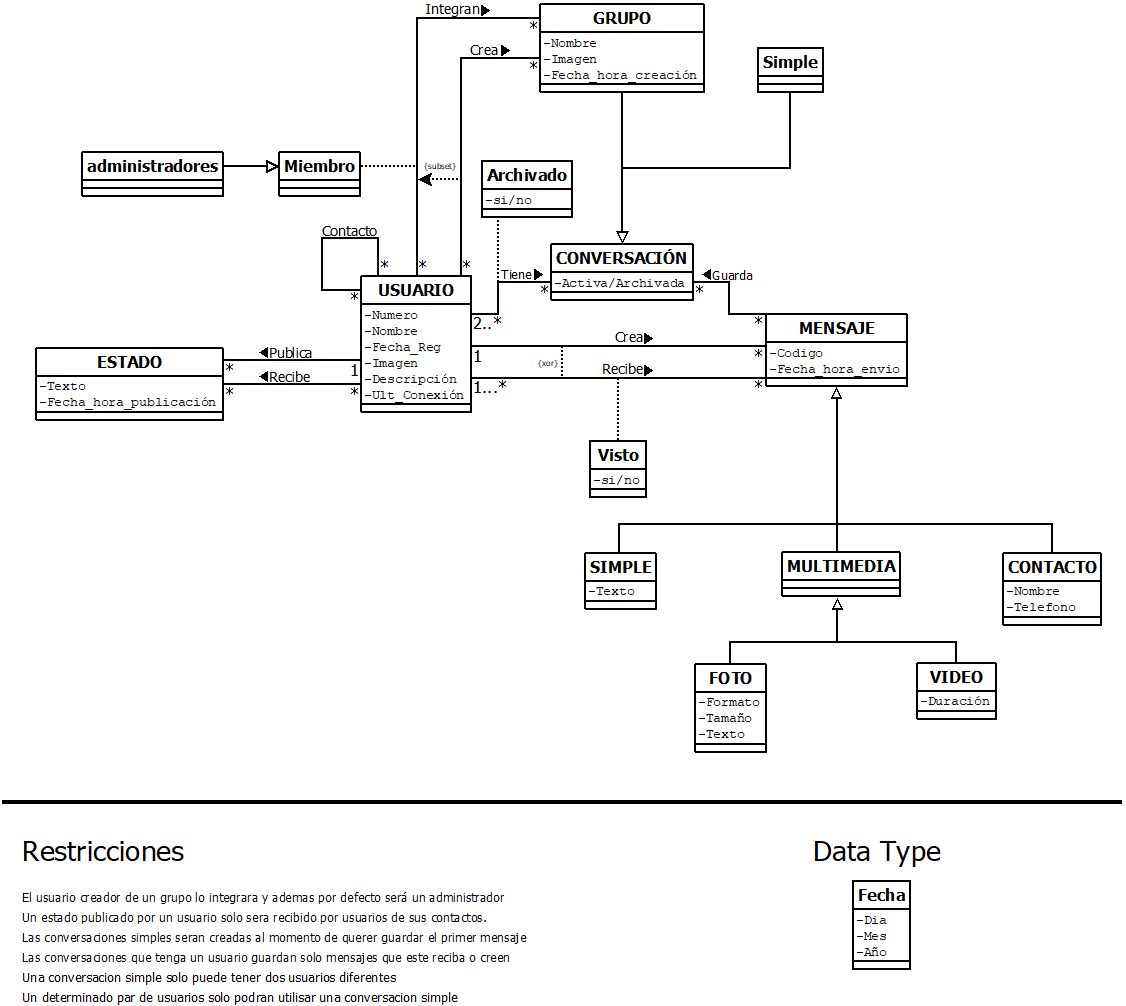 Integran▶
*
GRUPO
-Nombre
-Imagen
-Fecha_hora_creación
Crea▶
*
Simple
administradores
Miembro
{subset}
Archivado
-si/no
Contacto
*
*
*
*
USUARIO
-Numero
-Nombre
-Fecha_Reg
-Imagen
-Descripción
-Ult_Conexión
Tiene▶
*
2..*
CONVERSACIÓN
-Activa/Archivada
◀Guarda
*
*
MENSAJE
-Codigo
-Fecha_hora_envio
Crea▶
1
*
{xor}
Recibe▶
1...*
*
ESTADO
-Texto
-Fecha_hora_publicación
◀Publica
*
1
◀Recibe
*
*
Visto
-si/no
SIMPLE
-Texto
MULTIMEDIA
CONTACTO
-Nombre
-Telefono
FOTO
-Formato
-Tamaño
-Texto
VIDEO
-Duración
Restricciones
El usuario creador de un grupo lo integrara y ademas por defecto será un administrador
Un estado publicado por un usuario solo sera recibido por usuarios de sus contactos.
Las conversaciones simples seran creadas al momento de querer guardar el primer mensaje
Las conversaciones que tenga un usuario guardan solo mensajes que este reciba o creen
Una conversacion simple solo puede tener dos usuarios diferentes
Un determinado par de usuarios solo podran utilisar una conversacion simple
Data Type
Fecha
-Dia
-Mes
-Año